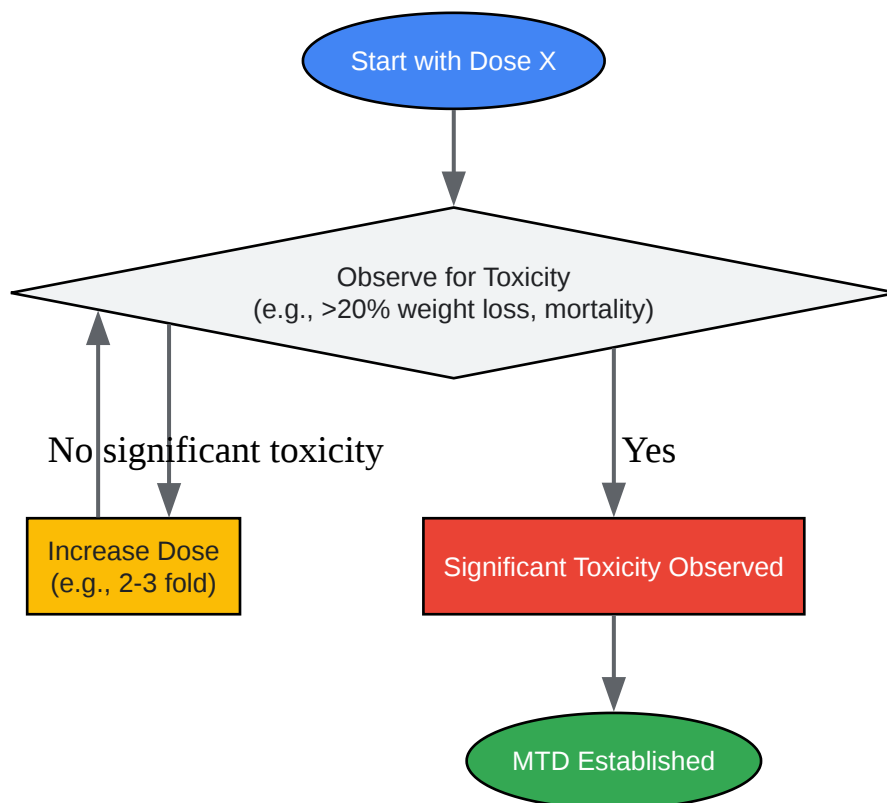 Start with Dose X
Observe for Toxicity
(e.g., >20% weight loss, mortality)
No significant toxicity
Yes
Increase Dose
(e.g., 2-3 fold)
Significant Toxicity Observed
MTD Established